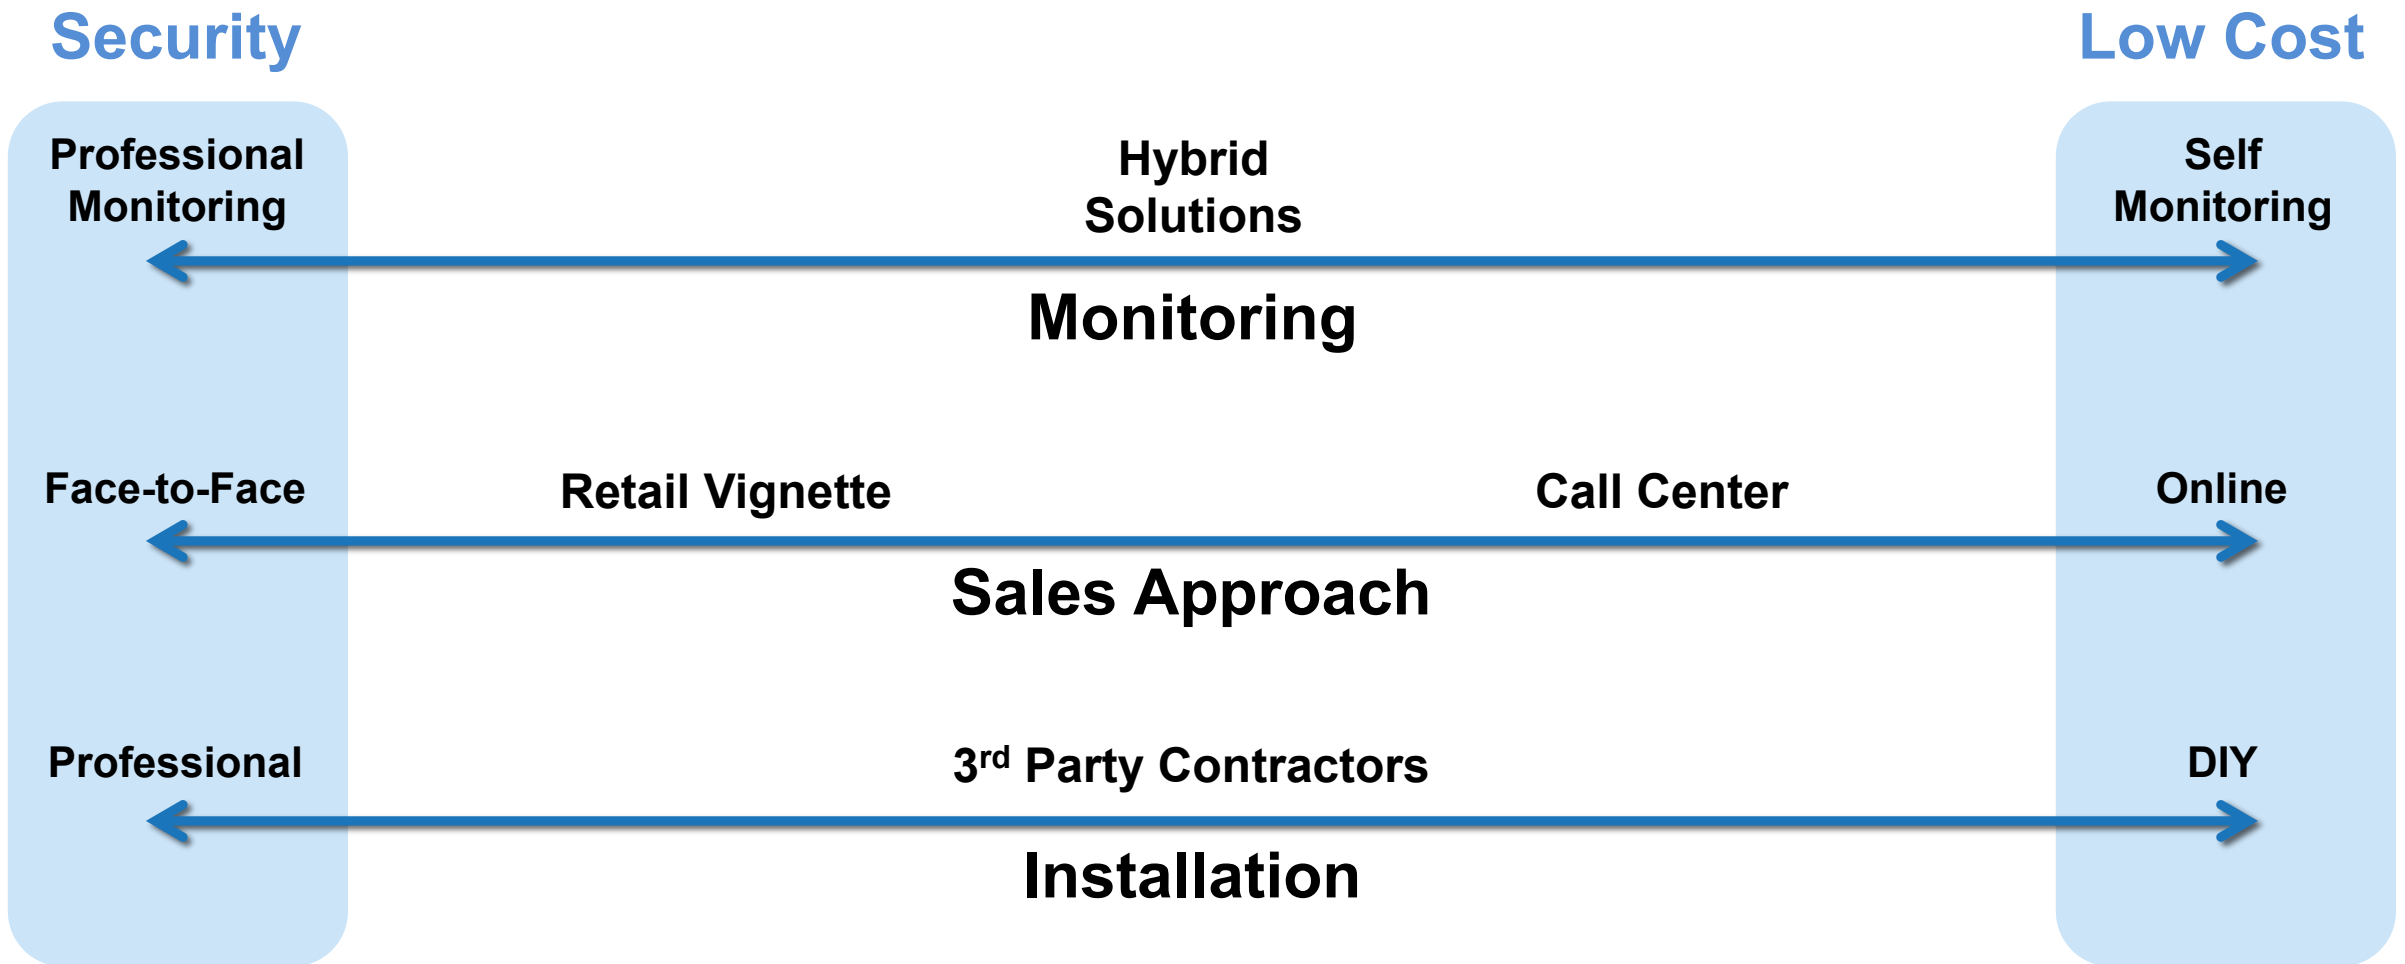 Security
Low Cost
Professional
Monitoring
Hybrid
Solutions
Self
Monitoring
Monitoring
Face-to-Face
Retail Vignette
Call Center
Online
Sales Approach
Professional
3rd Party Contractors
DIY
Installation